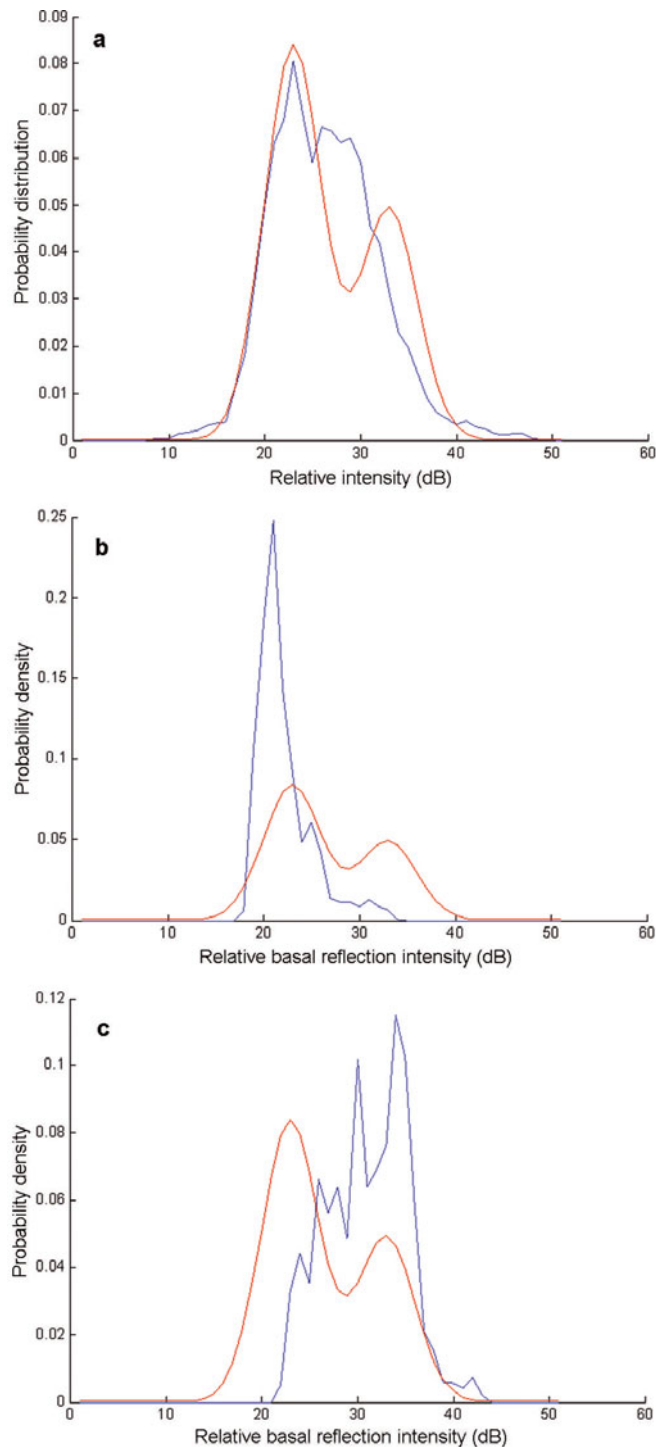 a
0.09
0.08
0.07
0.06
0.05
0.04
0.03
0.02
0.01
0
0 10 20 30 40 50 60
Probability distribution
Relative intensity (dB)
b
0.25
0.2
0.15
0.1
0.05
0
0 10 20 30 40 50 60
Probability density
Relative basal reflection intensity (dB)
c
0.12
0.1
0.08
0.06
0.04
0.02
0
0 10 20 30 40 50 60
Probability density
Relative basal reflection intensity (dB)